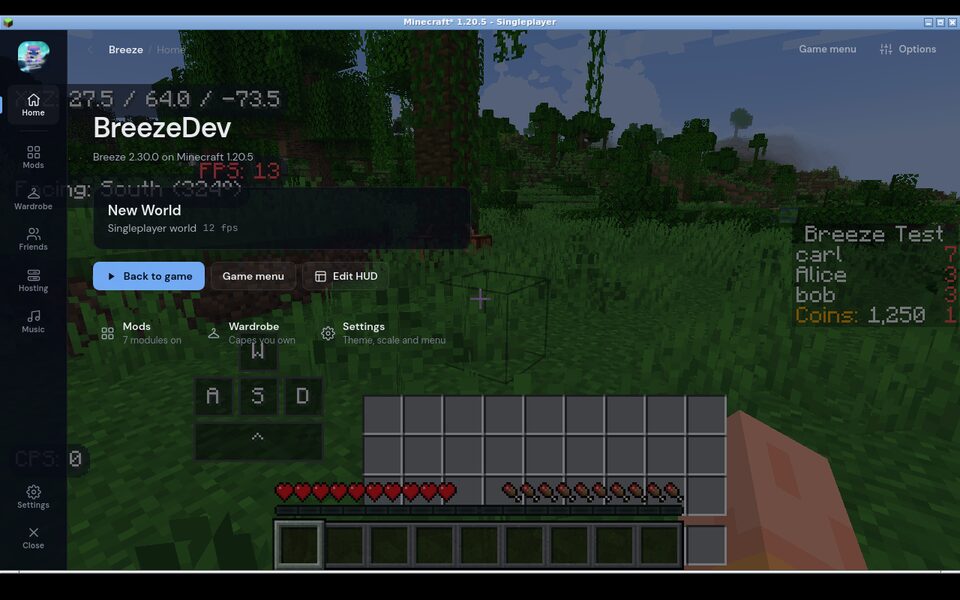 Minecraft* 1.20.5 - Singleplayer
Breeze / Home
Game menu
Options
XYZ: 27.5 / 64.0 / -73.5
Home
BreezeDev
Breeze 2.30.0 on Minecraft 1.20.5
FPS: 13
Facing: South (324°)
Mods
Wardrobe
Friends
Hosting
Music
New World
Singleplayer world 12 fps
Back to game
Game menu
Edit HUD
Mods
7 modules on
Wardrobe
Capes you own
Settings
Theme, scale and menu
W
A S D
^
Breeze Test
carl 7
Alice 3
bob 3
Coins: 1,250 1
CPS: 0
Settings
Close